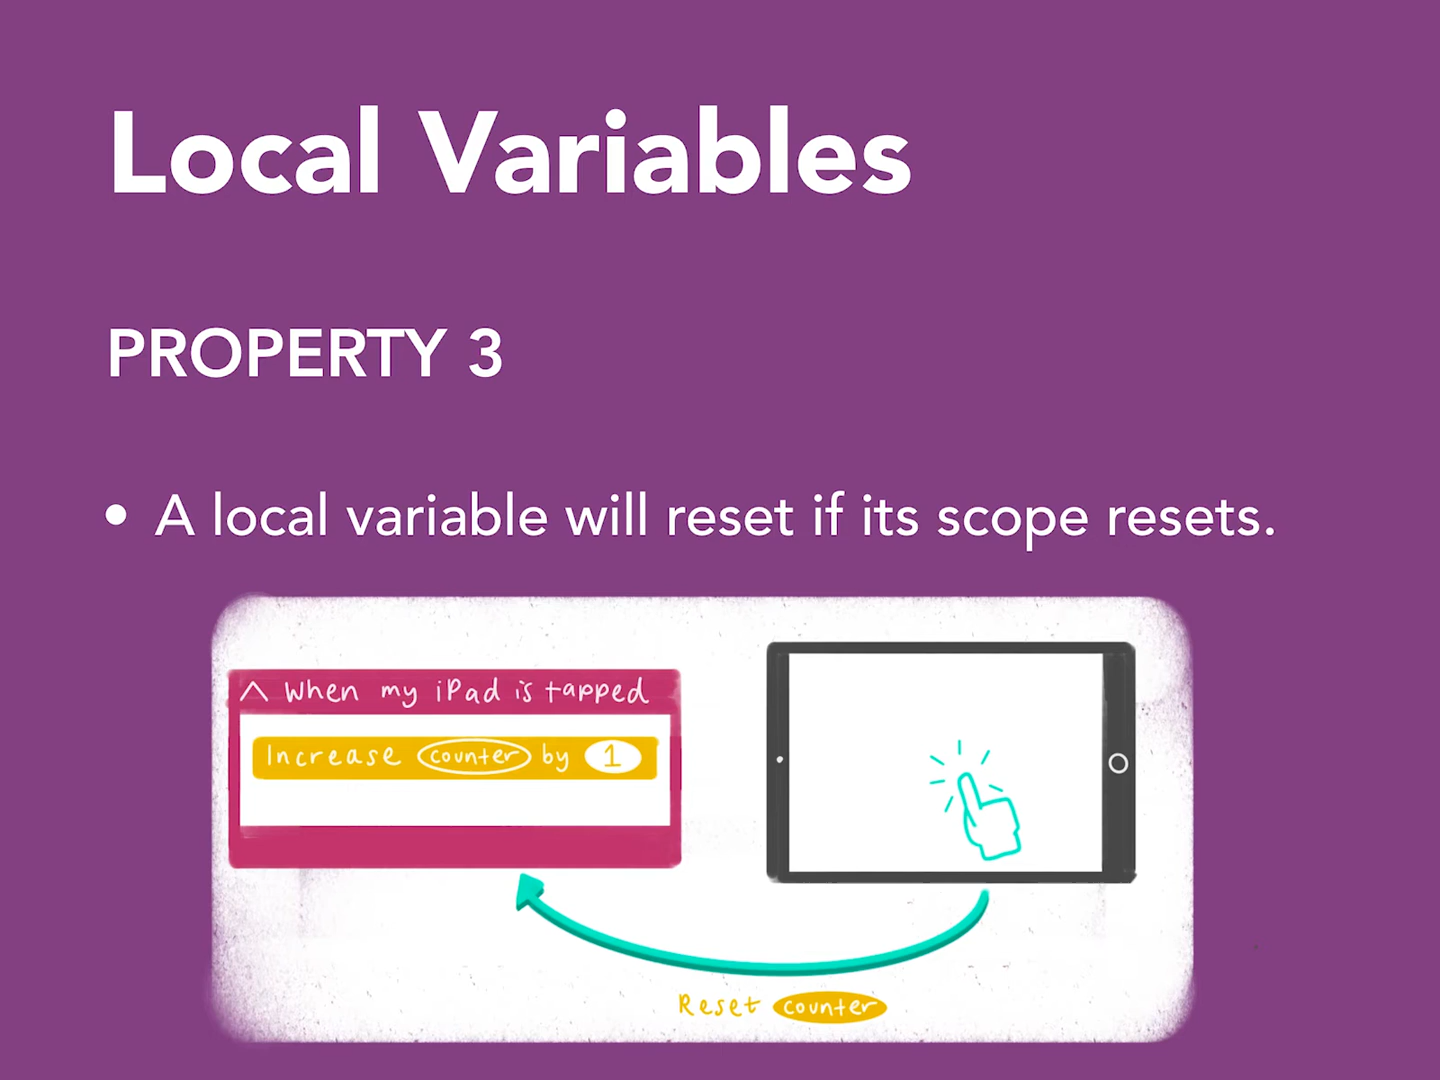 Local Variables
PROPERTY 3
• A local variable will reset if its scope resets.
When my iPad is tapped
Increase counter by 1
Reset counter